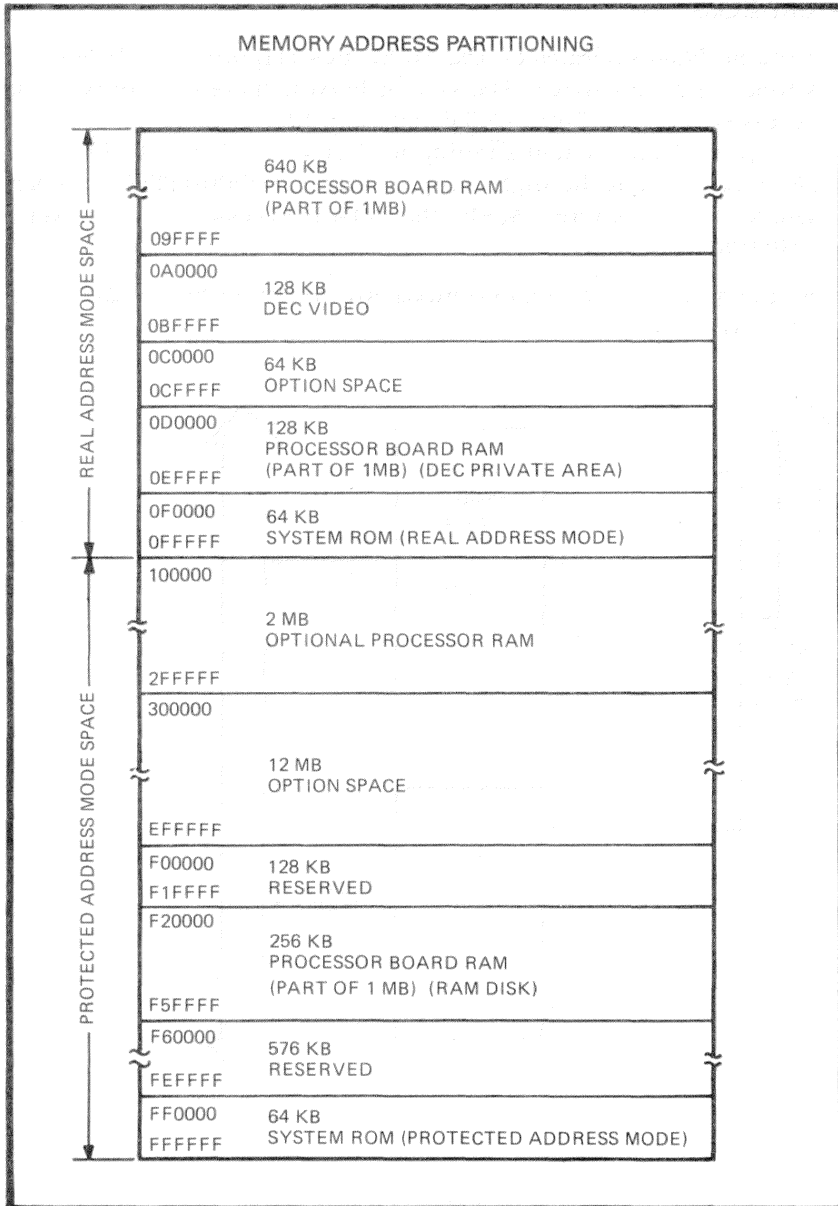 MEMORY ADDRESS PARTITIONING
REAL ADDRESS MODE SPACE
640 KB
PROCESSOR BOARD RAM
(PART OF 1MB)
09FFFF
0A0000
128 KB
DEC VIDEO
0BFFFF
0C0000
64 KB
OPTION SPACE
0CFFFF
0D0000
128 KB
PROCESSOR BOARD RAM
(PART OF 1MB) (DEC PRIVATE AREA)
0EFFFF
0F0000
64 KB
SYSTEM ROM (REAL ADDRESS MODE)
0FFFFF
PROTECTED ADDRESS MODE SPACE
100000
2 MB
OPTIONAL PROCESSOR RAM
2FFFFF
300000
12 MB
OPTION SPACE
EFFFFF
F00000
128 KB
RESERVED
F1FFFF
F20000
256 KB
PROCESSOR BOARD RAM
(PART OF 1 MB) (RAM DISK)
F5FFFF
F60000
576 KB
RESERVED
FEFFFF
FF0000
64 KB
SYSTEM ROM (PROTECTED ADDRESS MODE)
FFFFFF